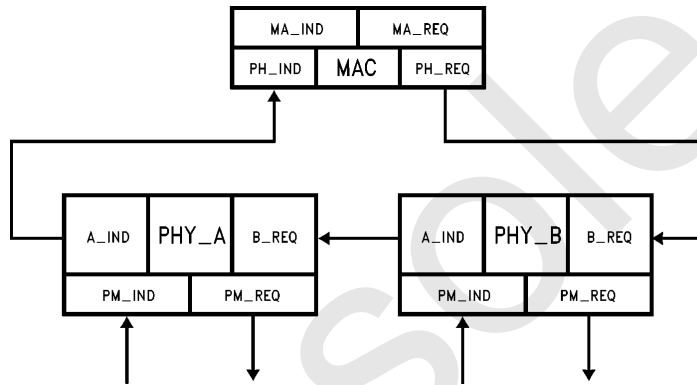 MA_IND MA_REQ
PH_IND MAC PH_REQ
A_IND PHY_A B_REQ A_IND PHY_B B_REQ
PM_IND PM_REQ PM_IND PM_REQ